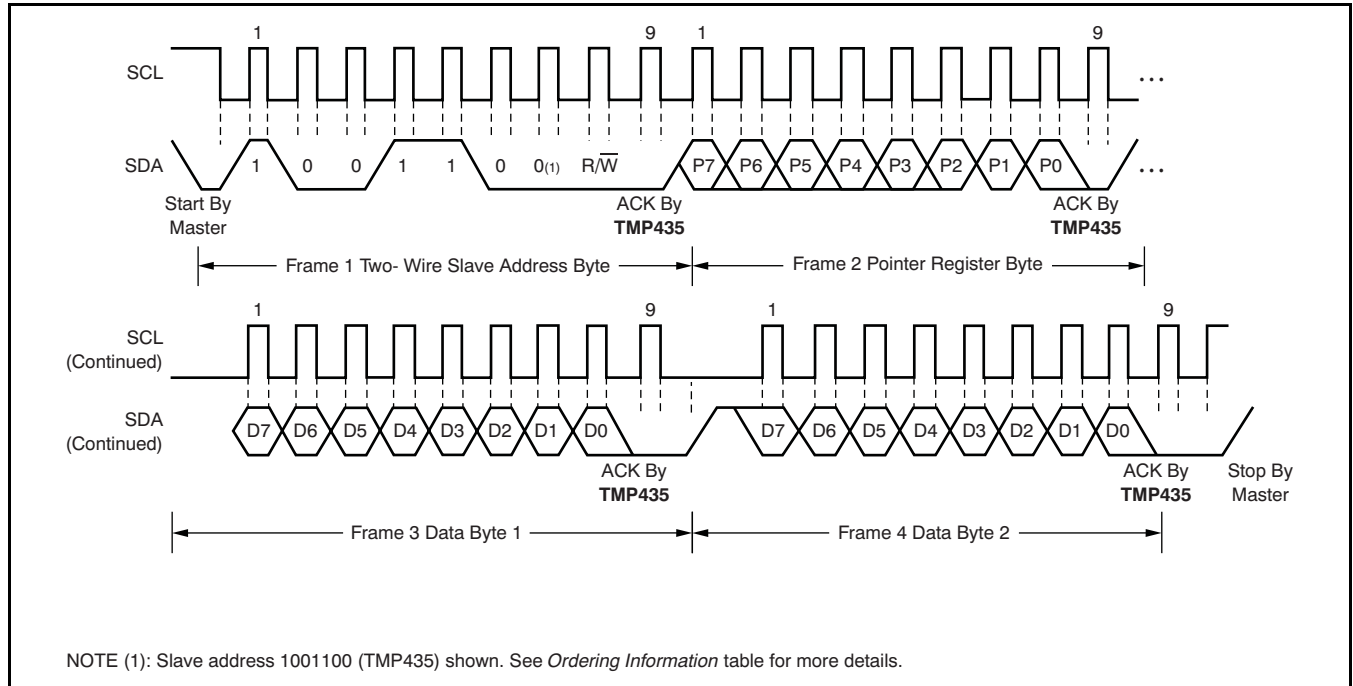 1 9 1 9
SCL ...
SDA 1 0 0 1 1 0 0(1) R/W̅ P7 P6 P5 P4 P3 P2 P1 P0 ...
Start By Master ACK By TMP435 ACK By TMP435
Frame 1 Two- Wire Slave Address Byte Frame 2 Pointer Register Byte
1 9 1 9
SCL (Continued)
SDA (Continued) D7 D6 D5 D4 D3 D2 D1 D0 D7 D6 D5 D4 D3 D2 D1 D0
ACK By TMP435 ACK By TMP435 Stop By Master
Frame 3 Data Byte 1 Frame 4 Data Byte 2
NOTE (1): Slave address 1001100 (TMP435) shown. See Ordering Information table for more details.